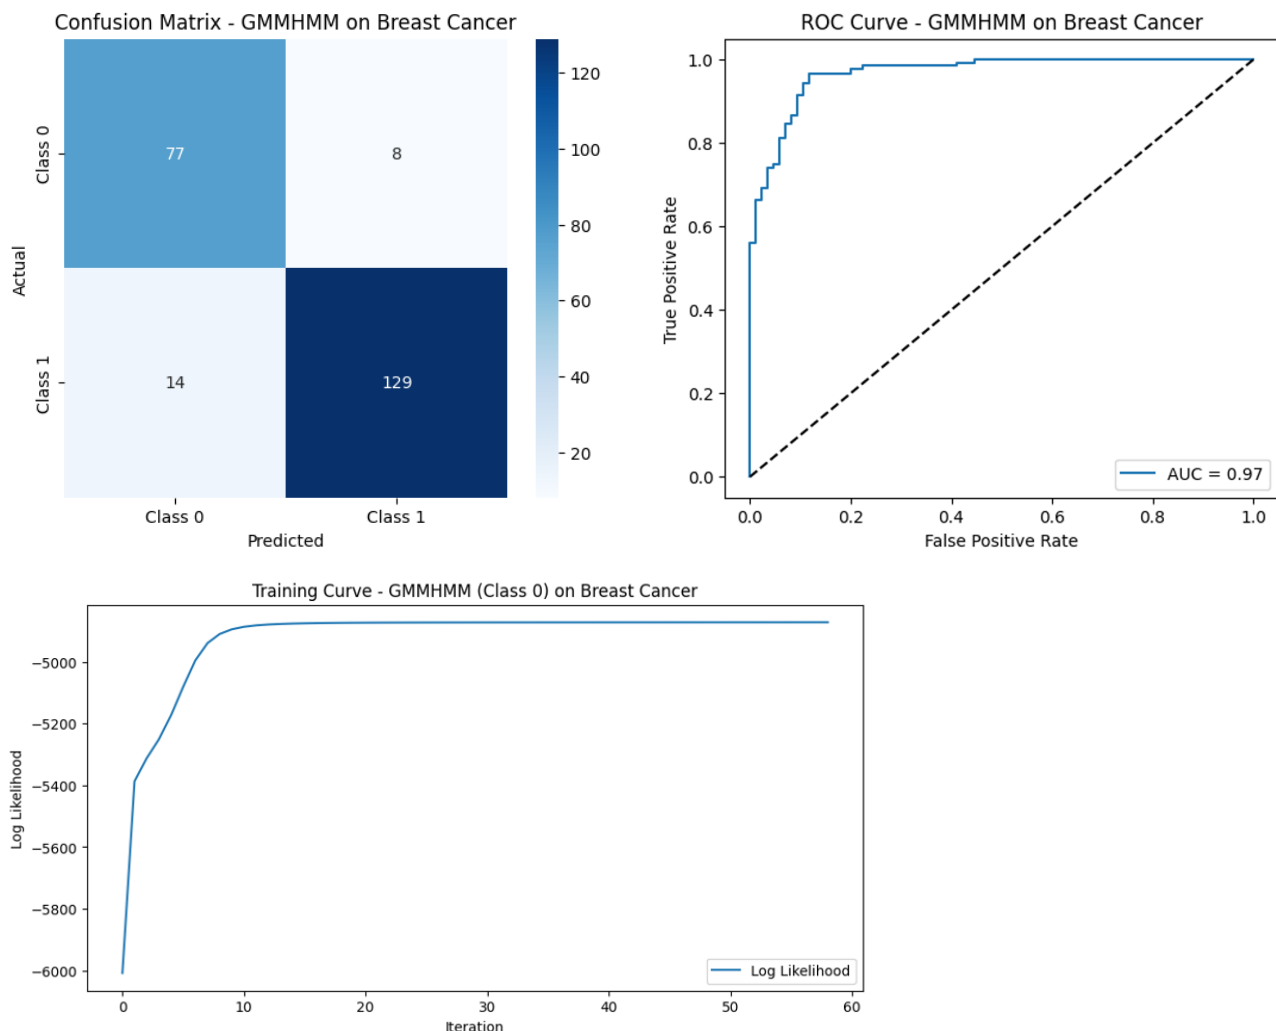 Confusion Matrix - GMMHMM on Breast Cancer
Actual
Class 0
Class 1
77
8
14
129
Class 0
Class 1
Predicted
120
100
80
60
40
20
ROC Curve - GMMHMM on Breast Cancer
True Positive Rate
1.0
0.8
0.6
0.4
0.2
0.0
AUC = 0.97
0.0
0.2
0.4
0.6
0.8
1.0
False Positive Rate
Training Curve - GMMHMM (Class 0) on Breast Cancer
Log Likelihood
−5000
−5200
−5400
−5600
−5800
−6000
Log Likelihood
0
10
20
30
40
50
60
Iteration